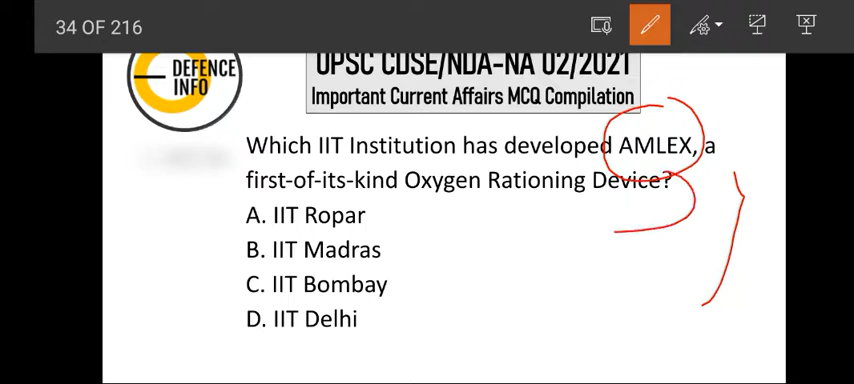 34 OF 216
DEFENCE
INFO
UPSC CDSE/NDA-NA 02/2021
Important Current Affairs MCQ Compilation
Which IIT Institution has developed AMLEX, a
first-of-its-kind Oxygen Rationing Device?
A. IIT Ropar
B. IIT Madras
C. IIT Bombay
D. IIT Delhi